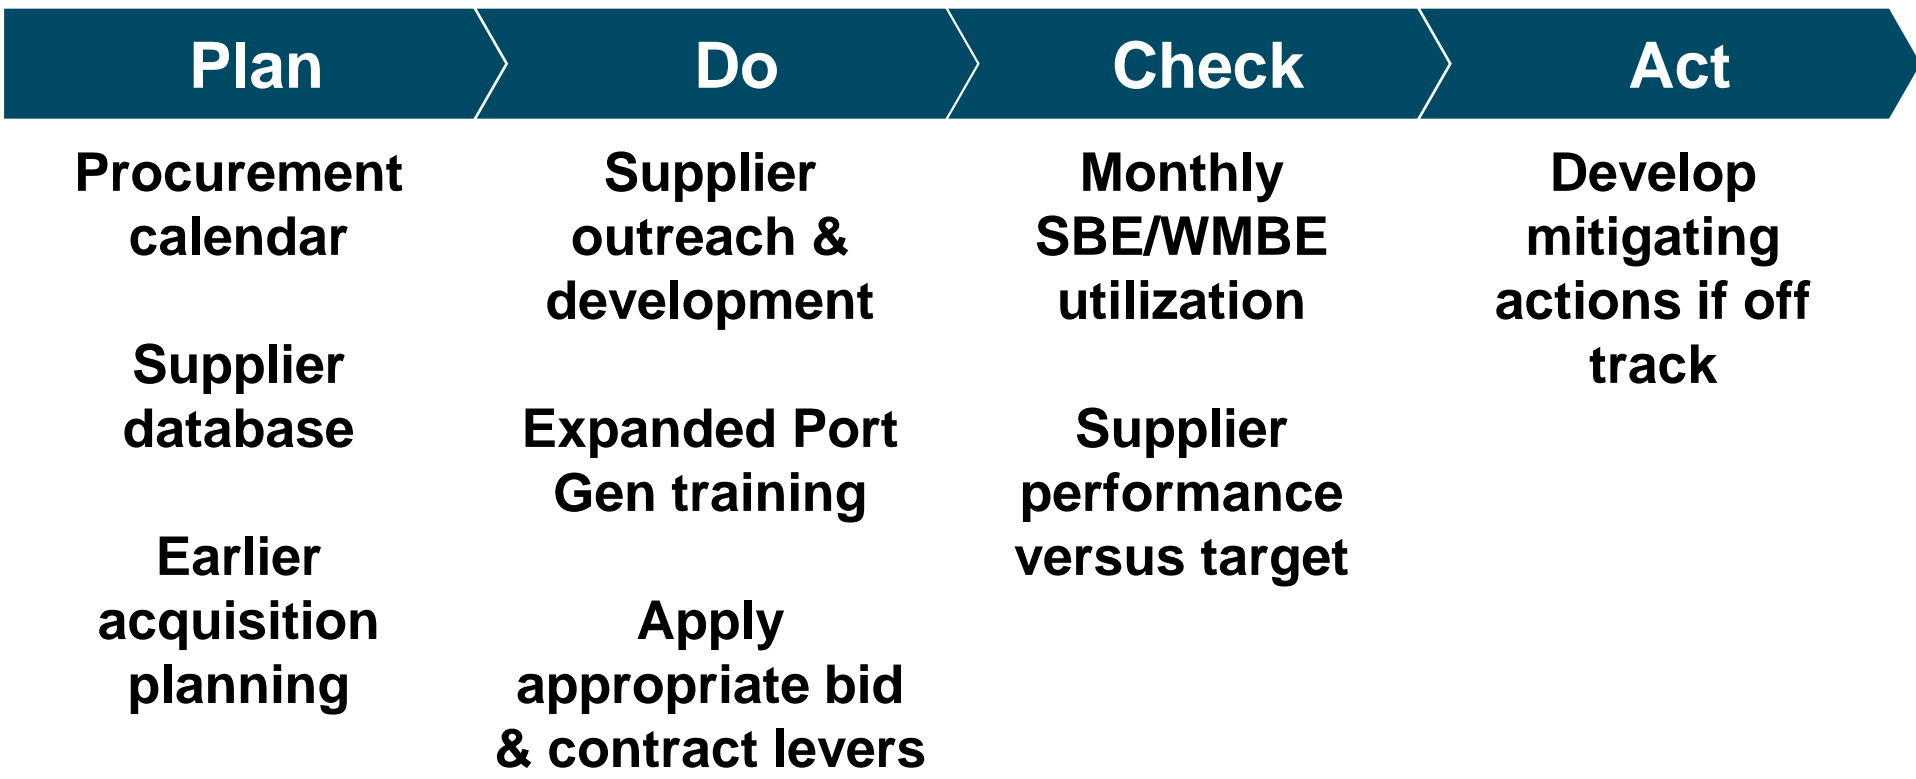 Plan
Procurement
calendar
Supplier
database
Earlier
acquisition
planning
Do
Supplier
outreach &
development
Expanded Port
Gen training
Apply
appropriate bid
& contract levers
Check
Monthly
SBE/WMBE
utilization
Supplier
performance
versus target
Act
Develop
mitigating
actions if off
track